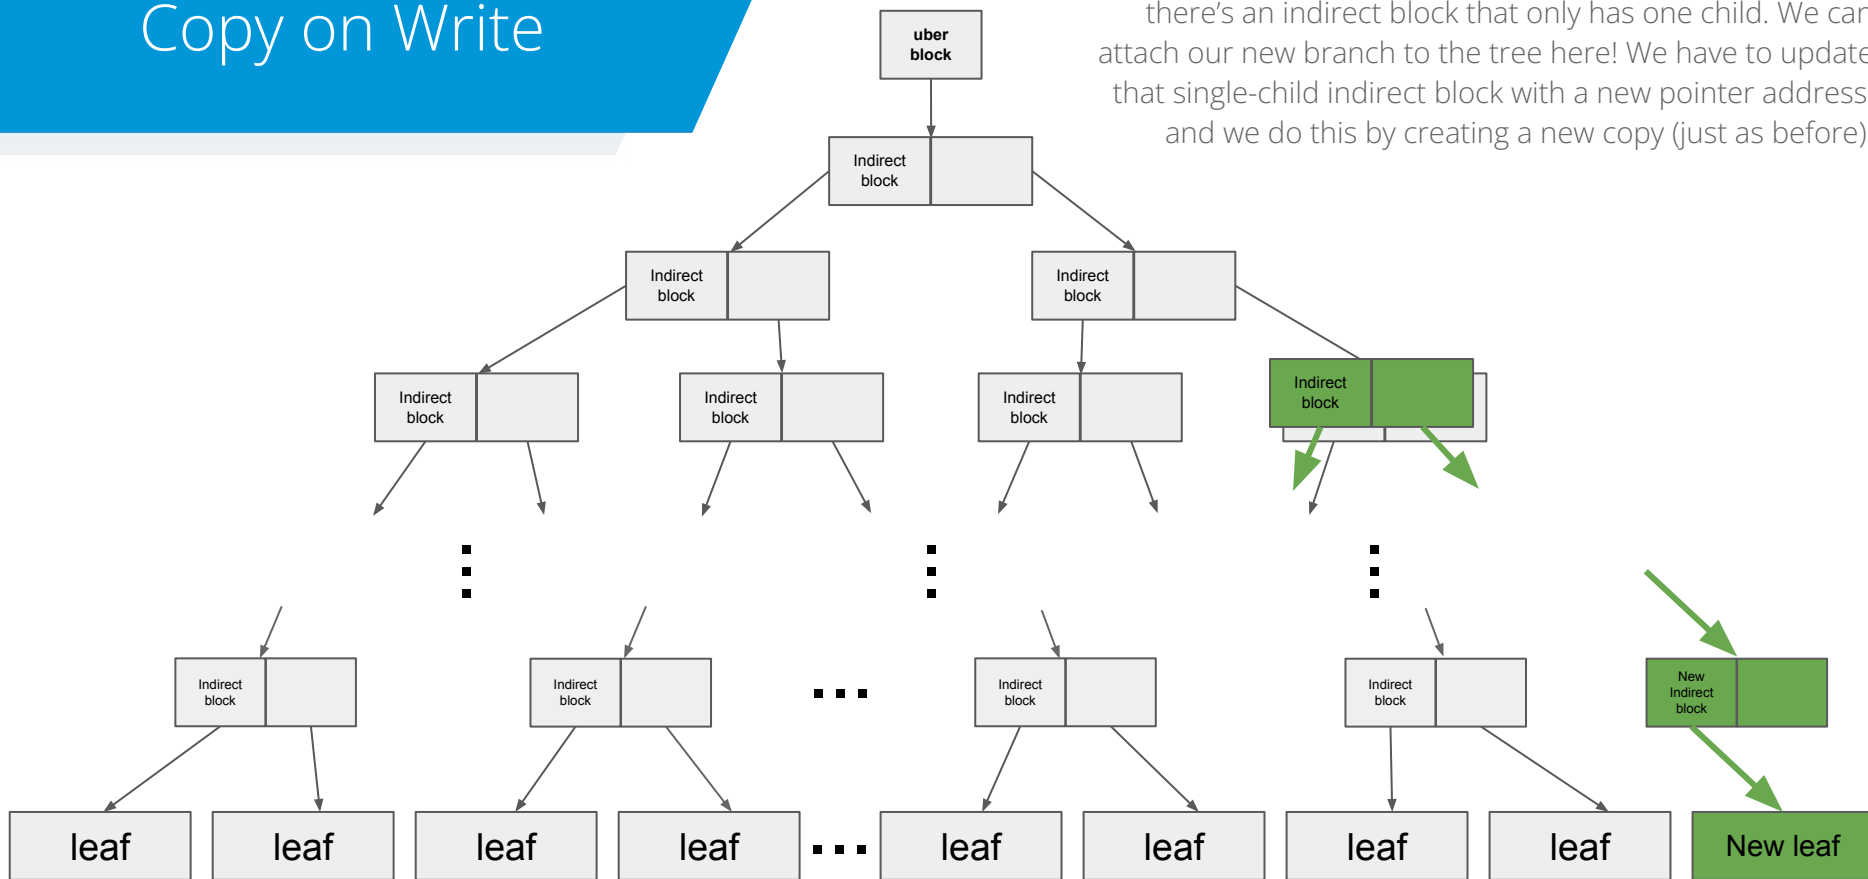 Copy on Write
there’s an indirect block that only has one child. We can
attach our new branch to the tree here! We have to update
that single-child indirect block with a new pointer address
and we do this by creating a new copy (just as before)
uber
block
Indirect
block
Indirect
block
Indirect
block
Indirect
block
Indirect
block
Indirect
block
Indirect
block
Indirect
block
Indirect
block
Indirect
block
Indirect
block
New
Indirect
block
leaf
leaf
leaf
leaf
leaf
leaf
leaf
leaf
New leaf